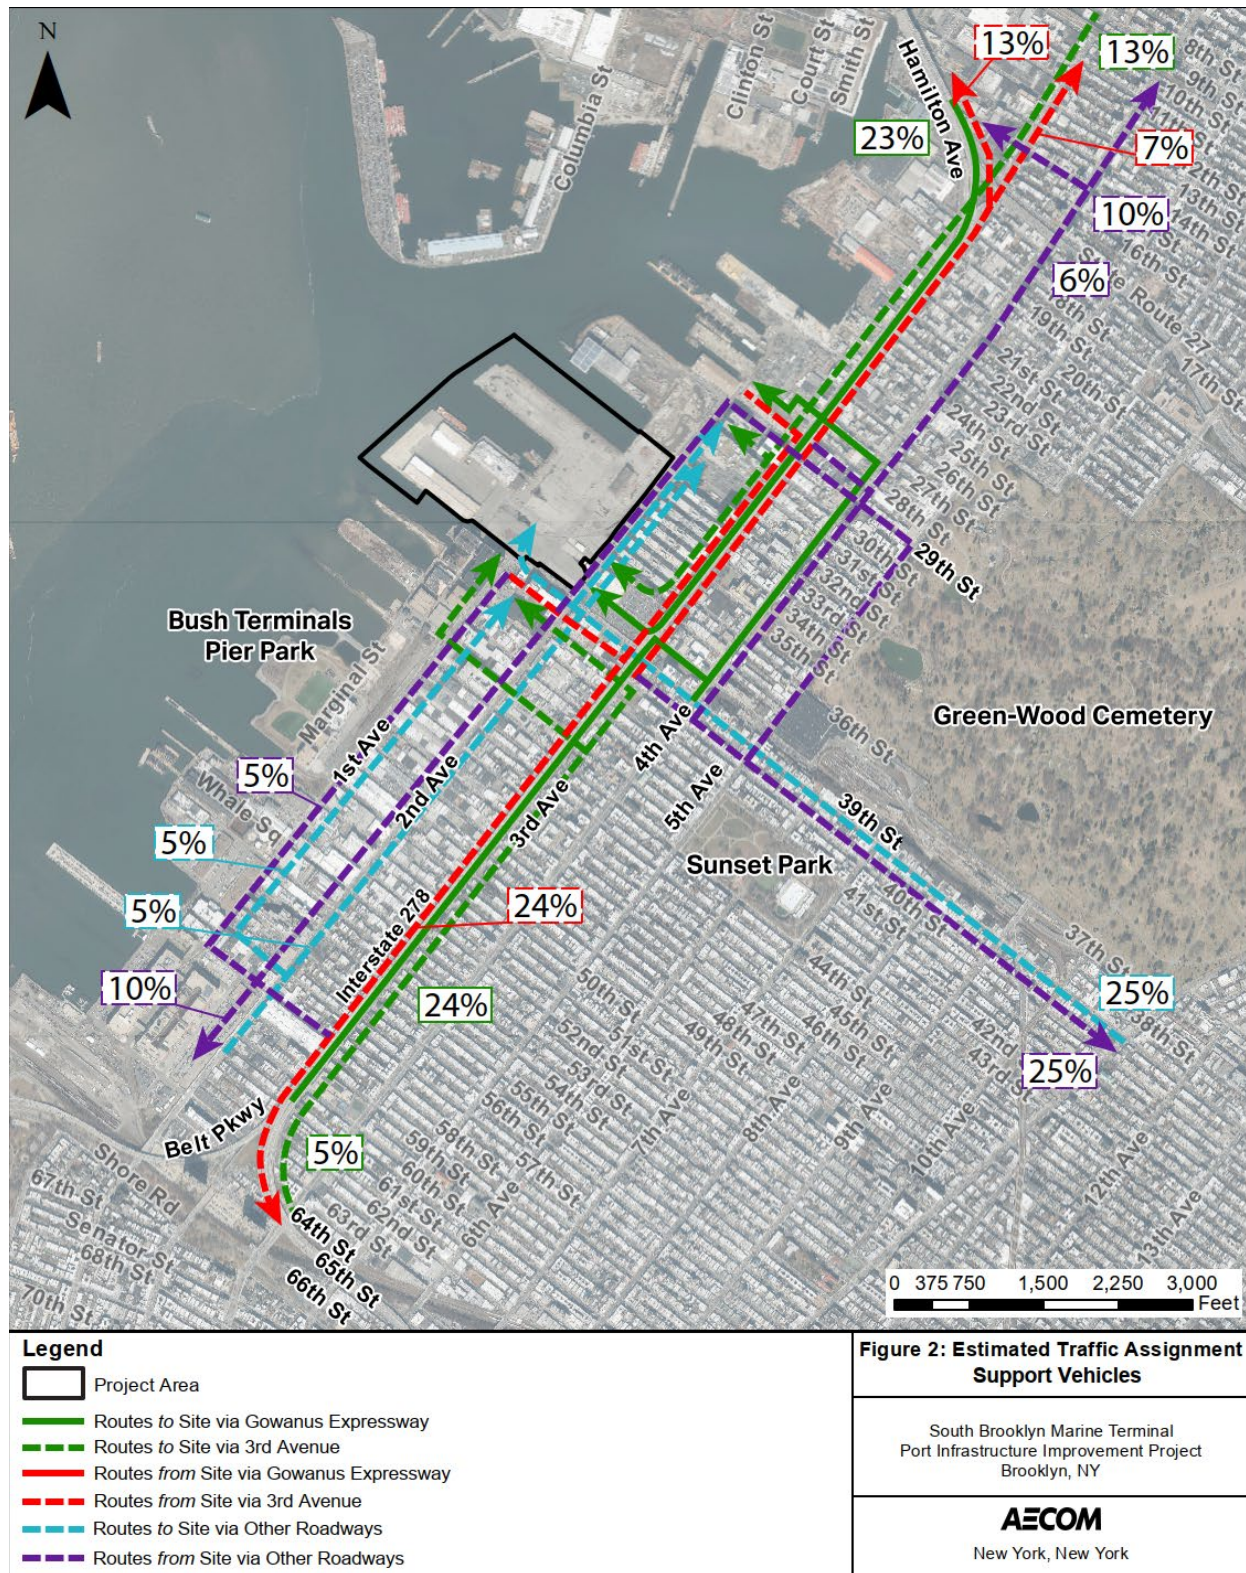 N
Columbia St
Clinton St
Court St
Smith St
Hamilton Ave
13%
13%
8th St
9th St
10th St
11th St
12th St
13th St
14th St
16th St
State Route 27
17th St
23%
7%
10%
6%
18th St
19th St
20th St
21st St
22nd St
23rd St
24th St
25th St
26th St
27th St
28th St
29th St
30th St
31st St
32nd St
33rd St
34th St
35th St
36th St
Bush Terminals
Pier Park
Marginal St
Green-Wood Cemetery
1st Ave
2nd Ave
3rd Ave
4th Ave
5th Ave
39th St
Whale Sq
5%
5%
5%
10%
Sunset Park
Interstate 278
24%
24%
40th St
41st St
37th St
38th St
25%
25%
42nd St
43rd St
44th St
45th St
46th St
47th St
48th St
49th St
50th St
51st St
52nd St
53rd St
54th St
55th St
56th St
57th St
58th St
59th St
60th St
61st St
62nd St
63rd St
64th St
65th St
66th St
6th Ave
7th Ave
8th Ave
9th Ave
10th Ave
12th Ave
13th Ave
Belt Pkwy
5%
Shore Rd
67th St
Senator St
68th St
70th St
0 375 750 1,500 2,250 3,000
Feet
Legend
Project Area
Routes to Site via Gowanus Expressway
Routes to Site via 3rd Avenue
Routes from Site via Gowanus Expressway
Routes from Site via 3rd Avenue
Routes to Site via Other Roadways
Routes from Site via Other Roadways
Figure 2: Estimated Traffic Assignment
Support Vehicles
South Brooklyn Marine Terminal
Port Infrastructure Improvement Project
Brooklyn, NY
AECOM
New York, New York